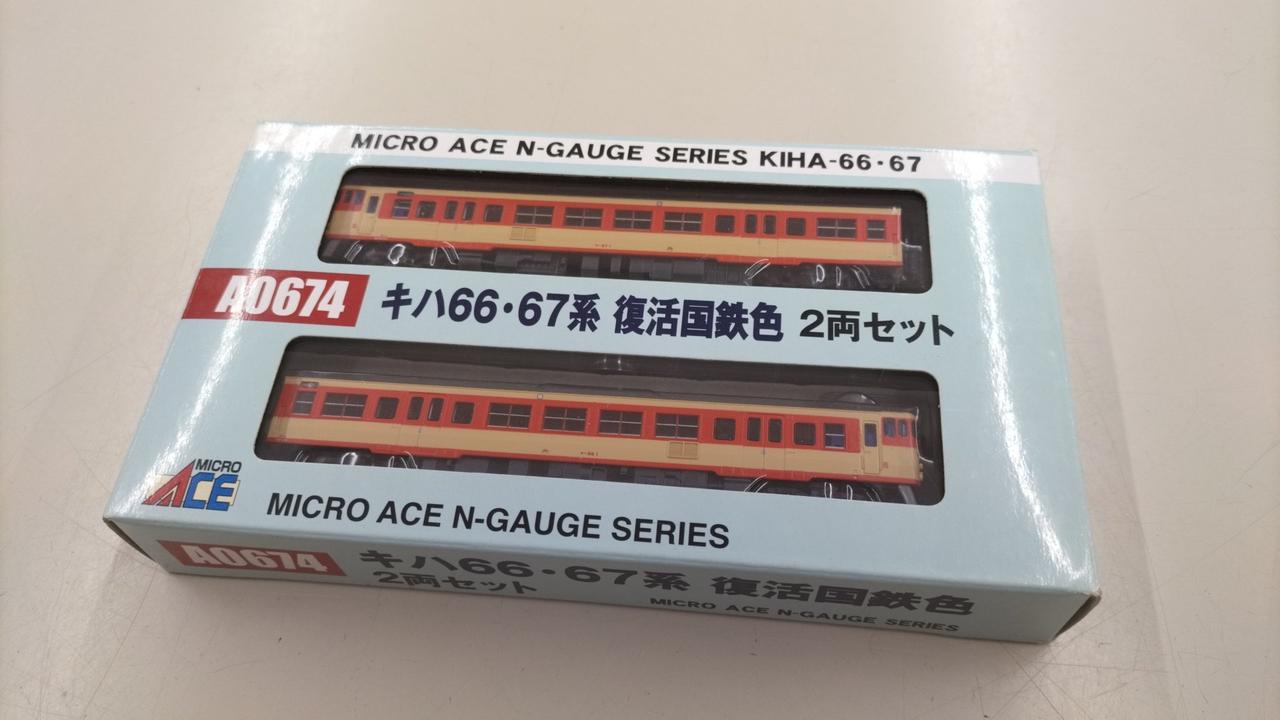 MICRO ACE N-GAUGE SERIES KIHA-66・67
A0674 キハ66・67系 復活国鉄色 2両セット
MICRO ACE
MICRO ACE N-GAUGE SERIES
A0674 キハ66・67系 復活国鉄色
2両セット
MICRO ACE N-GAUGE SERIES